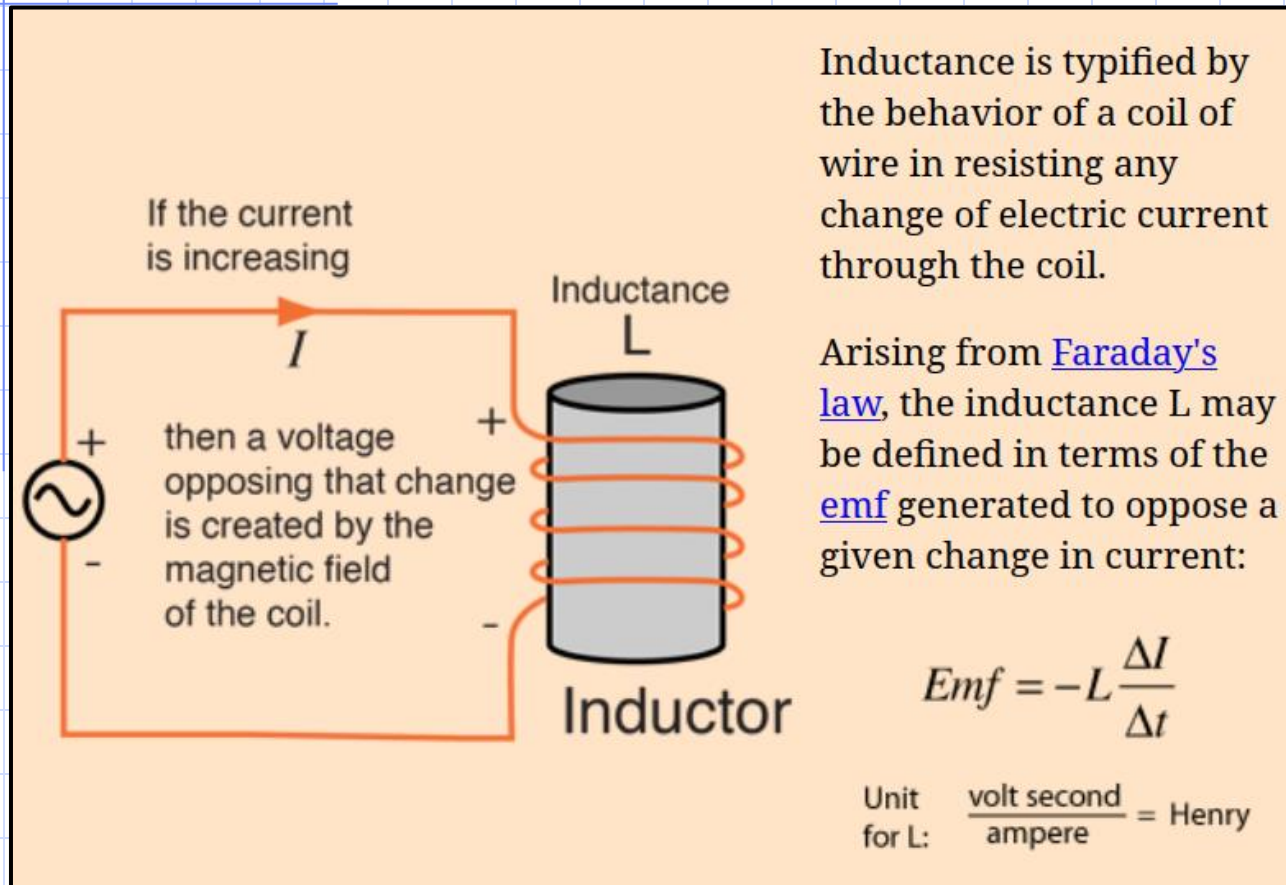 If the current
is increasing
I
Inductance
L
+
then a voltage
opposing that change
is created by the
magnetic field
of the coil.
+
-
-
Inductor
Inductance is typified by
the behavior of a coil of
wire in resisting any
change of electric current
through the coil.
Arising from Faraday's
law, the inductance L may
be defined in terms of the
emf generated to oppose a
given change in current:
Emf = -L ΔI/Δt
Unit for L: volt second/ampere = Henry